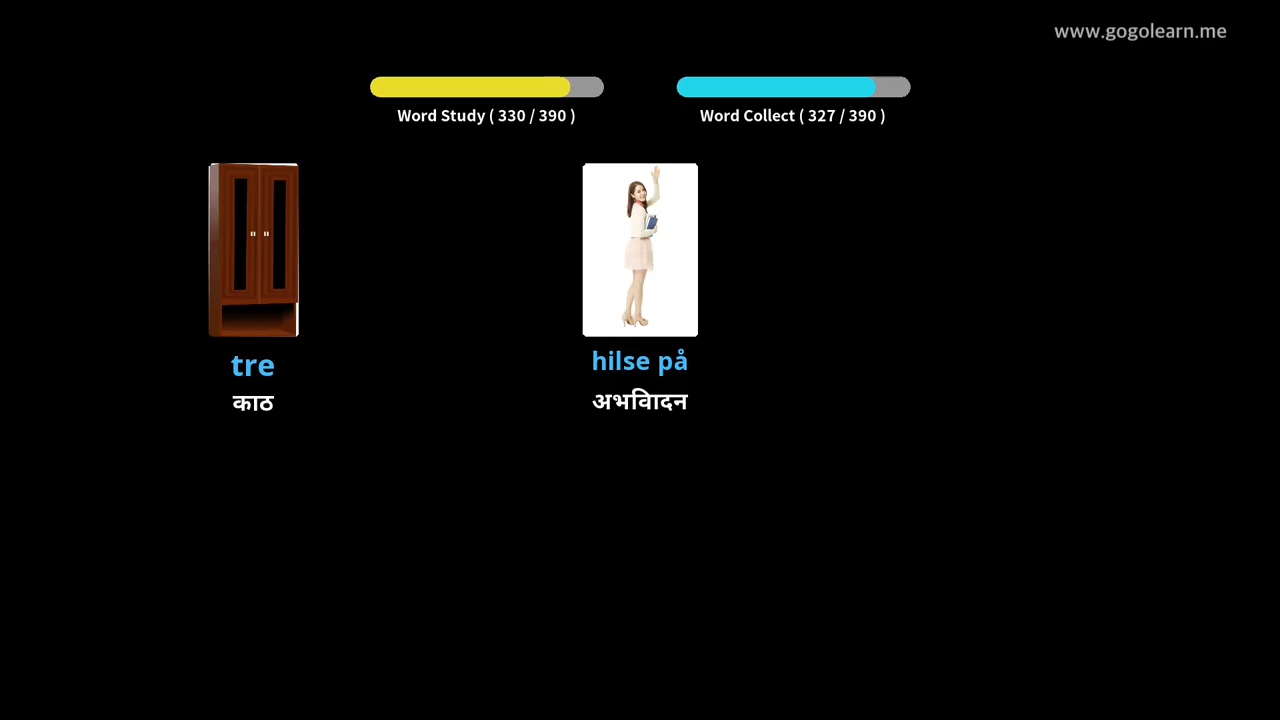 www.gogolearn.me
Word Study ( 330 / 390 )
Word Collect ( 327 / 390 )
tre
काठ
hilse på
अभिवादन